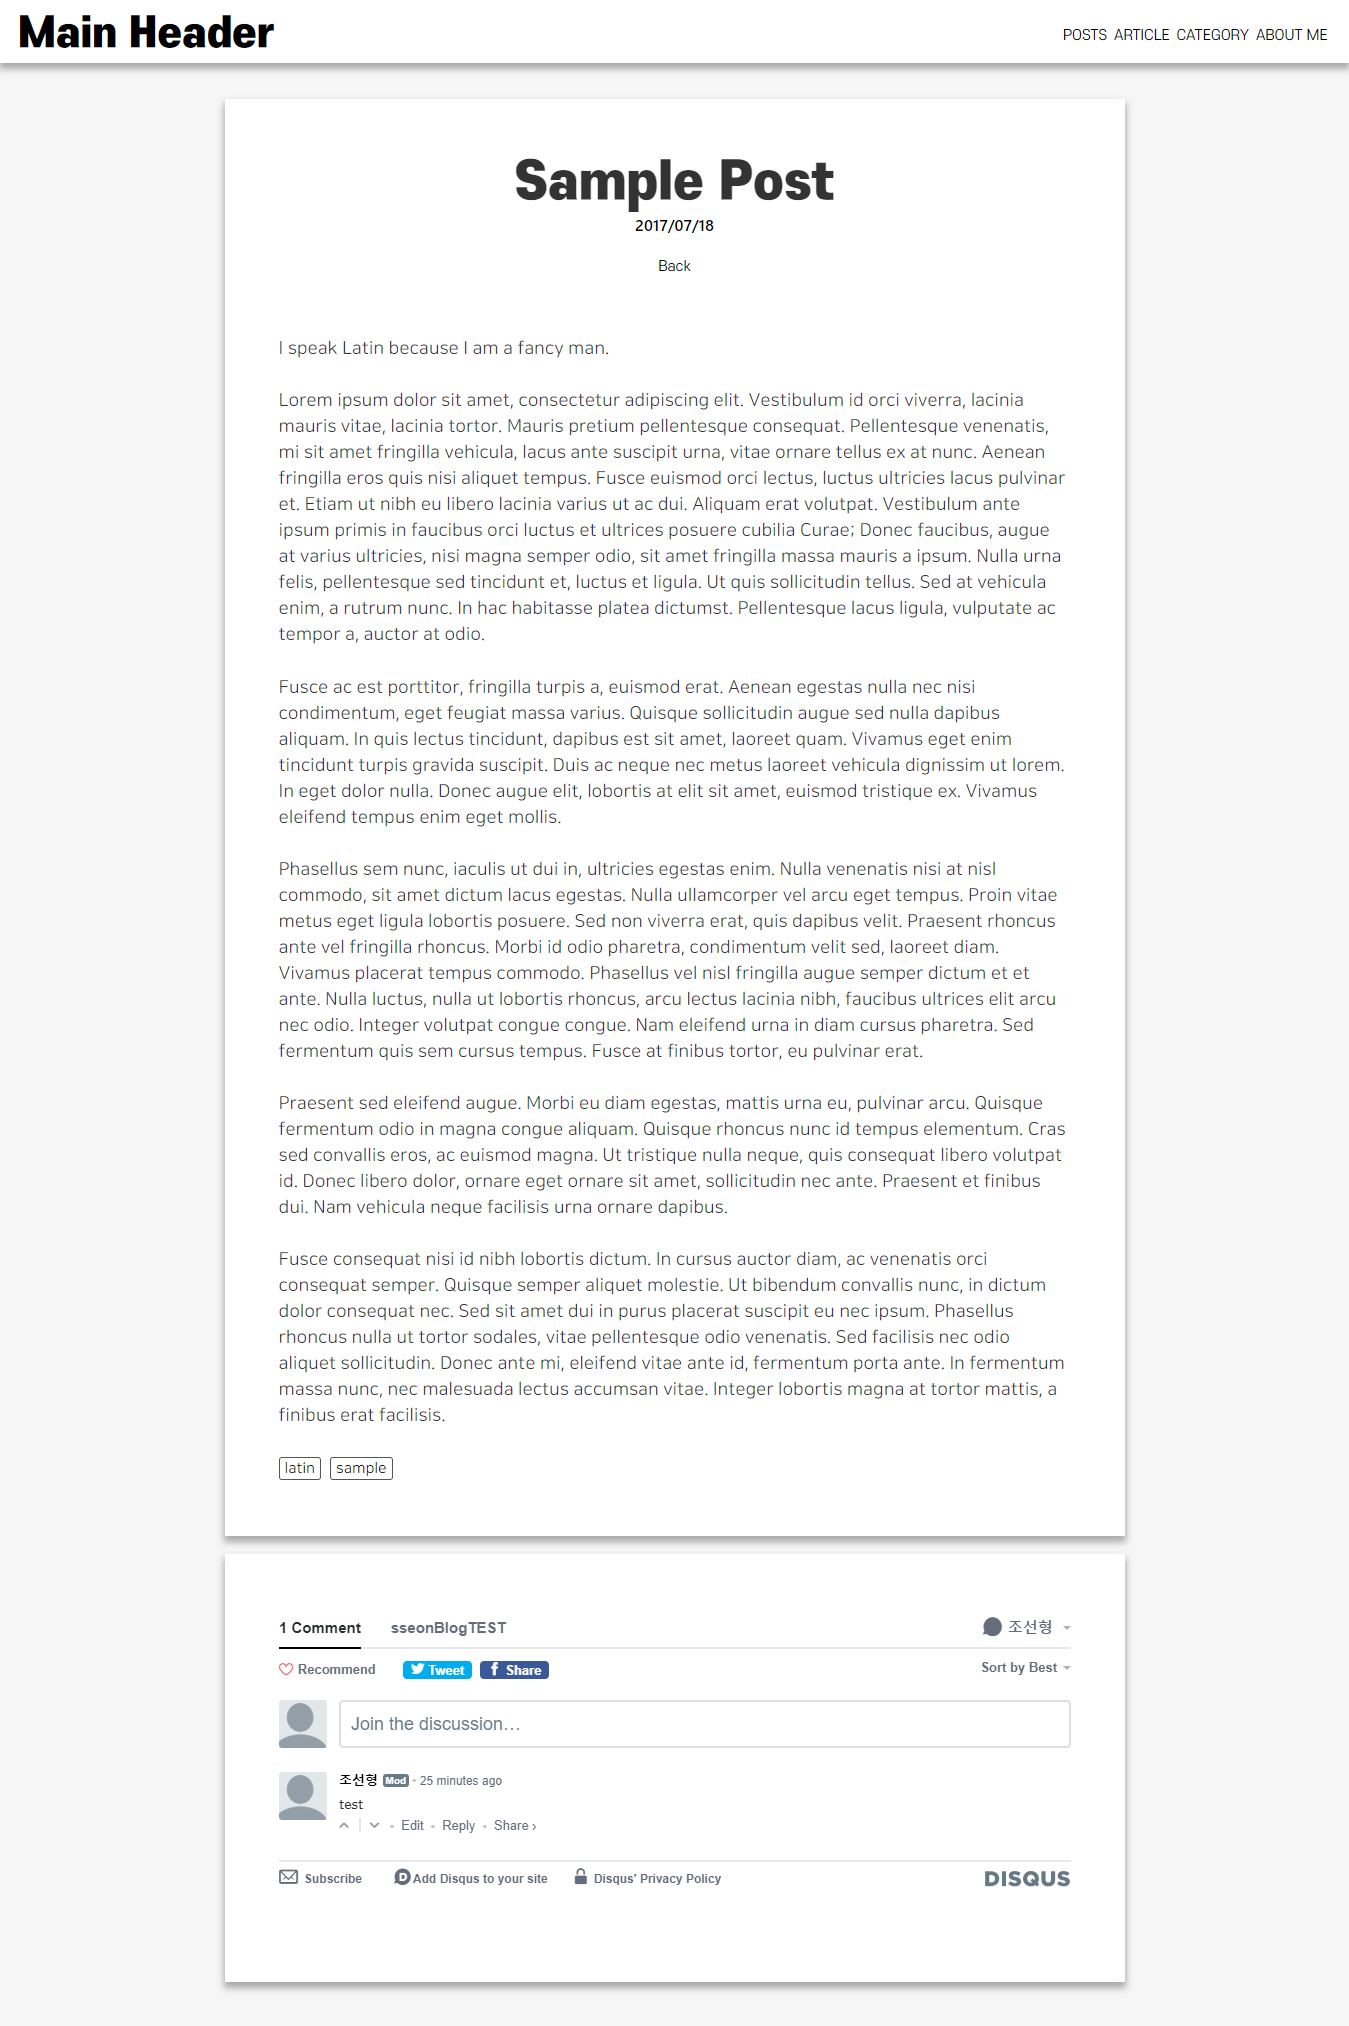 Main Header
POSTS ARTICLE CATEGORY ABOUT ME
Sample Post
2017/07/18
Back
I speak Latin because I am a fancy man.
Lorem ipsum dolor sit amet, consectetur adipiscing elit. Vestibulum id orci viverra, lacinia
mauris vitae, lacinia tortor. Mauris pretium pellentesque consequat. Pellentesque venenatis,
mi sit amet fringilla vehicula, lacus ante suscipit urna, vitae ornare tellus ex at nunc. Aenean
fringilla eros quis nisi aliquet tempus. Fusce euismod orci lectus, luctus ultricies lacus pulvinar
et. Etiam ut nibh eu libero lacinia varius ut ac dui. Aliquam erat volutpat. Vestibulum ante
ipsum primis in faucibus orci luctus et ultrices posuere cubilia Curae; Donec faucibus, augue
at varius ultricies, nisi magna semper odio, sit amet fringilla massa mauris a ipsum. Nulla urna
felis, pellentesque sed tincidunt et, luctus et ligula. Ut quis sollicitudin tellus. Sed at vehicula
enim, a rutrum nunc. In hac habitasse platea dictumst. Pellentesque lacus ligula, vulputate ac
tempor a, auctor at odio.
Fusce ac est porttitor, fringilla turpis a, euismod erat. Aenean egestas nulla nec nisi
condimentum, eget feugiat massa varius. Quisque sollicitudin augue sed nulla dapibus
aliquam. In quis lectus tincidunt, dapibus est sit amet, laoreet quam. Vivamus eget enim
tincidunt turpis gravida suscipit. Duis ac neque nec metus laoreet vehicula dignissim ut lorem.
In eget dolor nulla. Donec augue elit, lobortis at elit sit amet, euismod tristique ex. Vivamus
eleifend tempus enim eget mollis.
Phasellus sem nunc, iaculis ut dui in, ultricies egestas enim. Nulla venenatis nisi at nisl
commodo, sit amet dictum lacus egestas. Nulla ullamcorper vel arcu eget tempus. Proin vitae
metus eget ligula lobortis posuere. Sed non viverra erat, quis dapibus velit. Praesent rhoncus
ante vel fringilla rhoncus. Morbi id odio pharetra, condimentum velit sed, laoreet diam.
Vivamus placerat tempus commodo. Phasellus vel nisl fringilla augue semper dictum et et
ante. Nulla luctus, nulla ut lobortis rhoncus, arcu lectus lacinia nibh, faucibus ultrices elit arcu
nec odio. Integer volutpat congue congue. Nam eleifend urna in diam cursus pharetra. Sed
fermentum quis sem cursus tempus. Fusce at finibus tortor, eu pulvinar erat.
Praesent sed eleifend augue. Morbi eu diam egestas, mattis urna eu, pulvinar arcu. Quisque
fermentum odio in magna congue aliquam. Quisque rhoncus nunc id tempus elementum. Cras
sed convallis eros, ac euismod magna. Ut tristique nulla neque, quis consequat libero volutpat
id. Donec libero dolor, ornare eget ornare sit amet, sollicitudin nec ante. Praesent et finibus
dui. Nam vehicula neque facilisis urna ornare dapibus.
Fusce consequat nisi id nibh lobortis dictum. In cursus auctor diam, ac venenatis orci
consequat semper. Quisque semper aliquet molestie. Ut bibendum convallis nunc, in dictum
dolor consequat nec. Sed sit amet dui in purus placerat suscipit eu nec ipsum. Phasellus
rhoncus nulla ut tortor sodales, vitae pellentesque odio venenatis. Sed facilisis nec odio
aliquet sollicitudin. Donec ante mi, eleifend vitae ante id, fermentum porta ante. In fermentum
massa nunc, nec malesuada lectus accumsan vitae. Integer lobortis magna at tortor mattis, a
finibus erat facilisis.
latin sample
1 Comment sseonBlogTEST 조선형
Recommend Tweet Share Sort by Best
Join the discussion…
조선형 Mod • 25 minutes ago
test
• Edit • Reply • Share ›
Subscribe Add Disqus to your site Disqus' Privacy Policy DISQUS